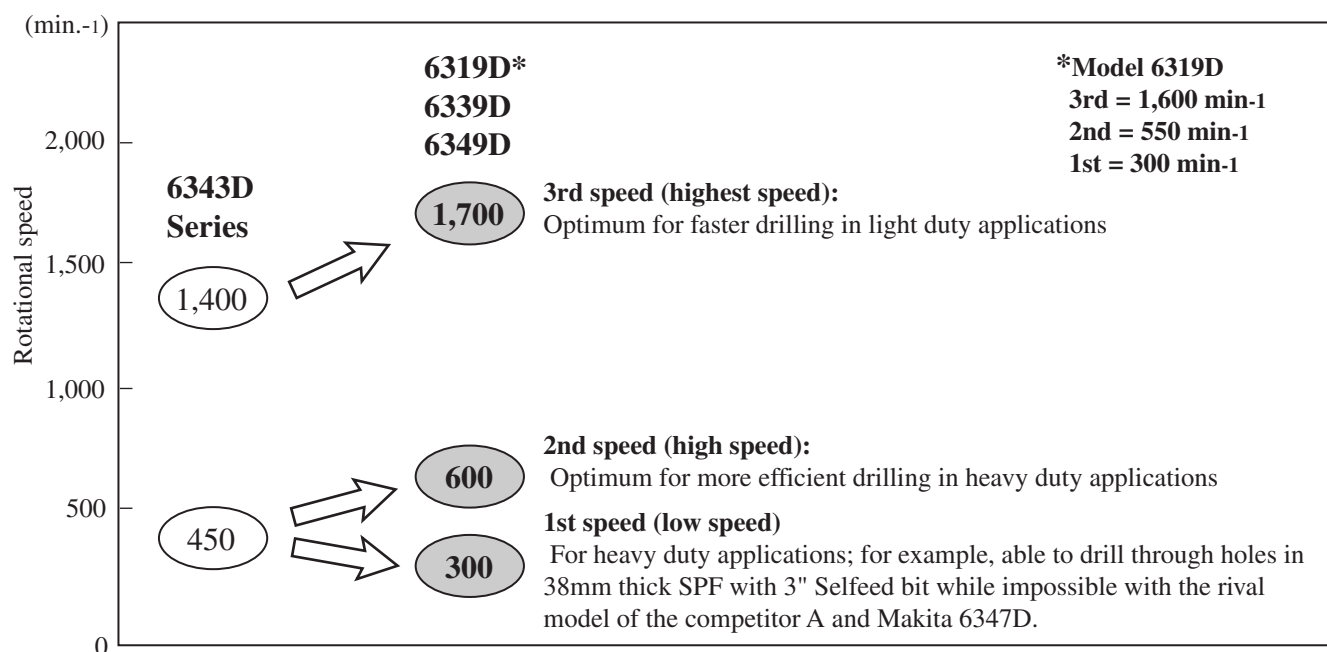 (min.-1)
6319D*
6339D
6349D
*Model 6319D
3rd = 1,600 min-1
2nd = 550 min-1
1st = 300 min-1
2,000
6343D
Series
1,700
3rd speed (highest speed):
Optimum for faster drilling in light duty applications
Rotational speed
1,500
1,400
1,000
2nd speed (high speed):
600
Optimum for more efficient drilling in heavy duty applications
500
450
1st speed (low speed)
300
For heavy duty applications; for example, able to drill through holes in
38mm thick SPF with 3" Selfeed bit while impossible with the rival
model of the competitor A and Makita 6347D.
0